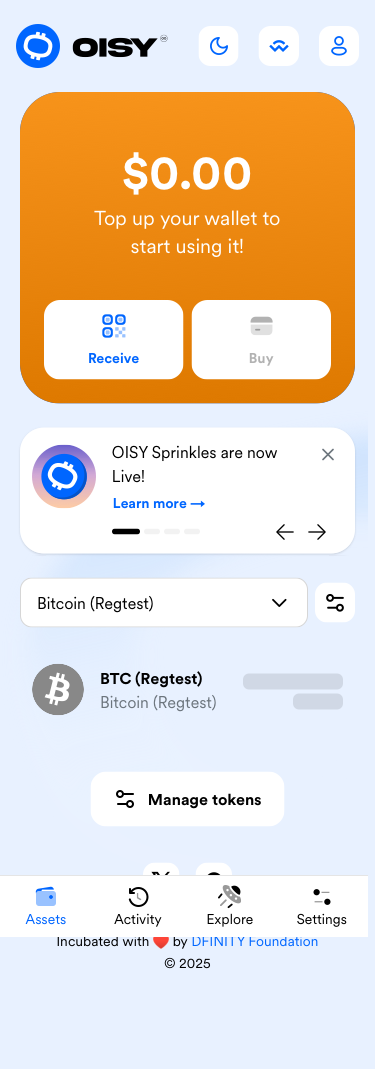 OISY
$0.00
Top up your wallet to
start using it!
Receive
Buy
OISY Sprinkles are now
Live!
Learn more →
Bitcoin (Regtest)
BTC (Regtest)
Bitcoin (Regtest)
Manage tokens
Assets
Activity
Explore
Settings
Incubated with ❤️ by DFINITY Foundation
© 2025